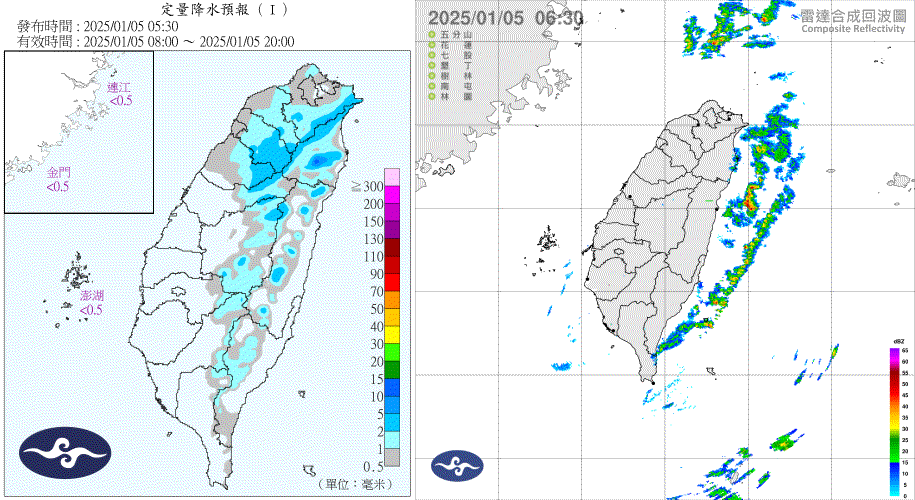 定量降水預報 ( I )
發布時間 : 2025/01/05 05:30
有效時間 : 2025/01/05 08:00 ～ 2025/01/05 20:00
連江
<0.5
金門
<0.5
澎湖
<0.5
≧
300
200
150
130
110
90
70
50
40
30
20
15
10
5
2
1
0.5
(單位：毫米)
2025/01/05 06:30
雷達合成回波圖
Composite Reflectivity
五分山
花蓮
七股
墾丁
樹林
南屯
林園
dBZ
65
60
55
50
45
40
35
30
25
20
15
10
5